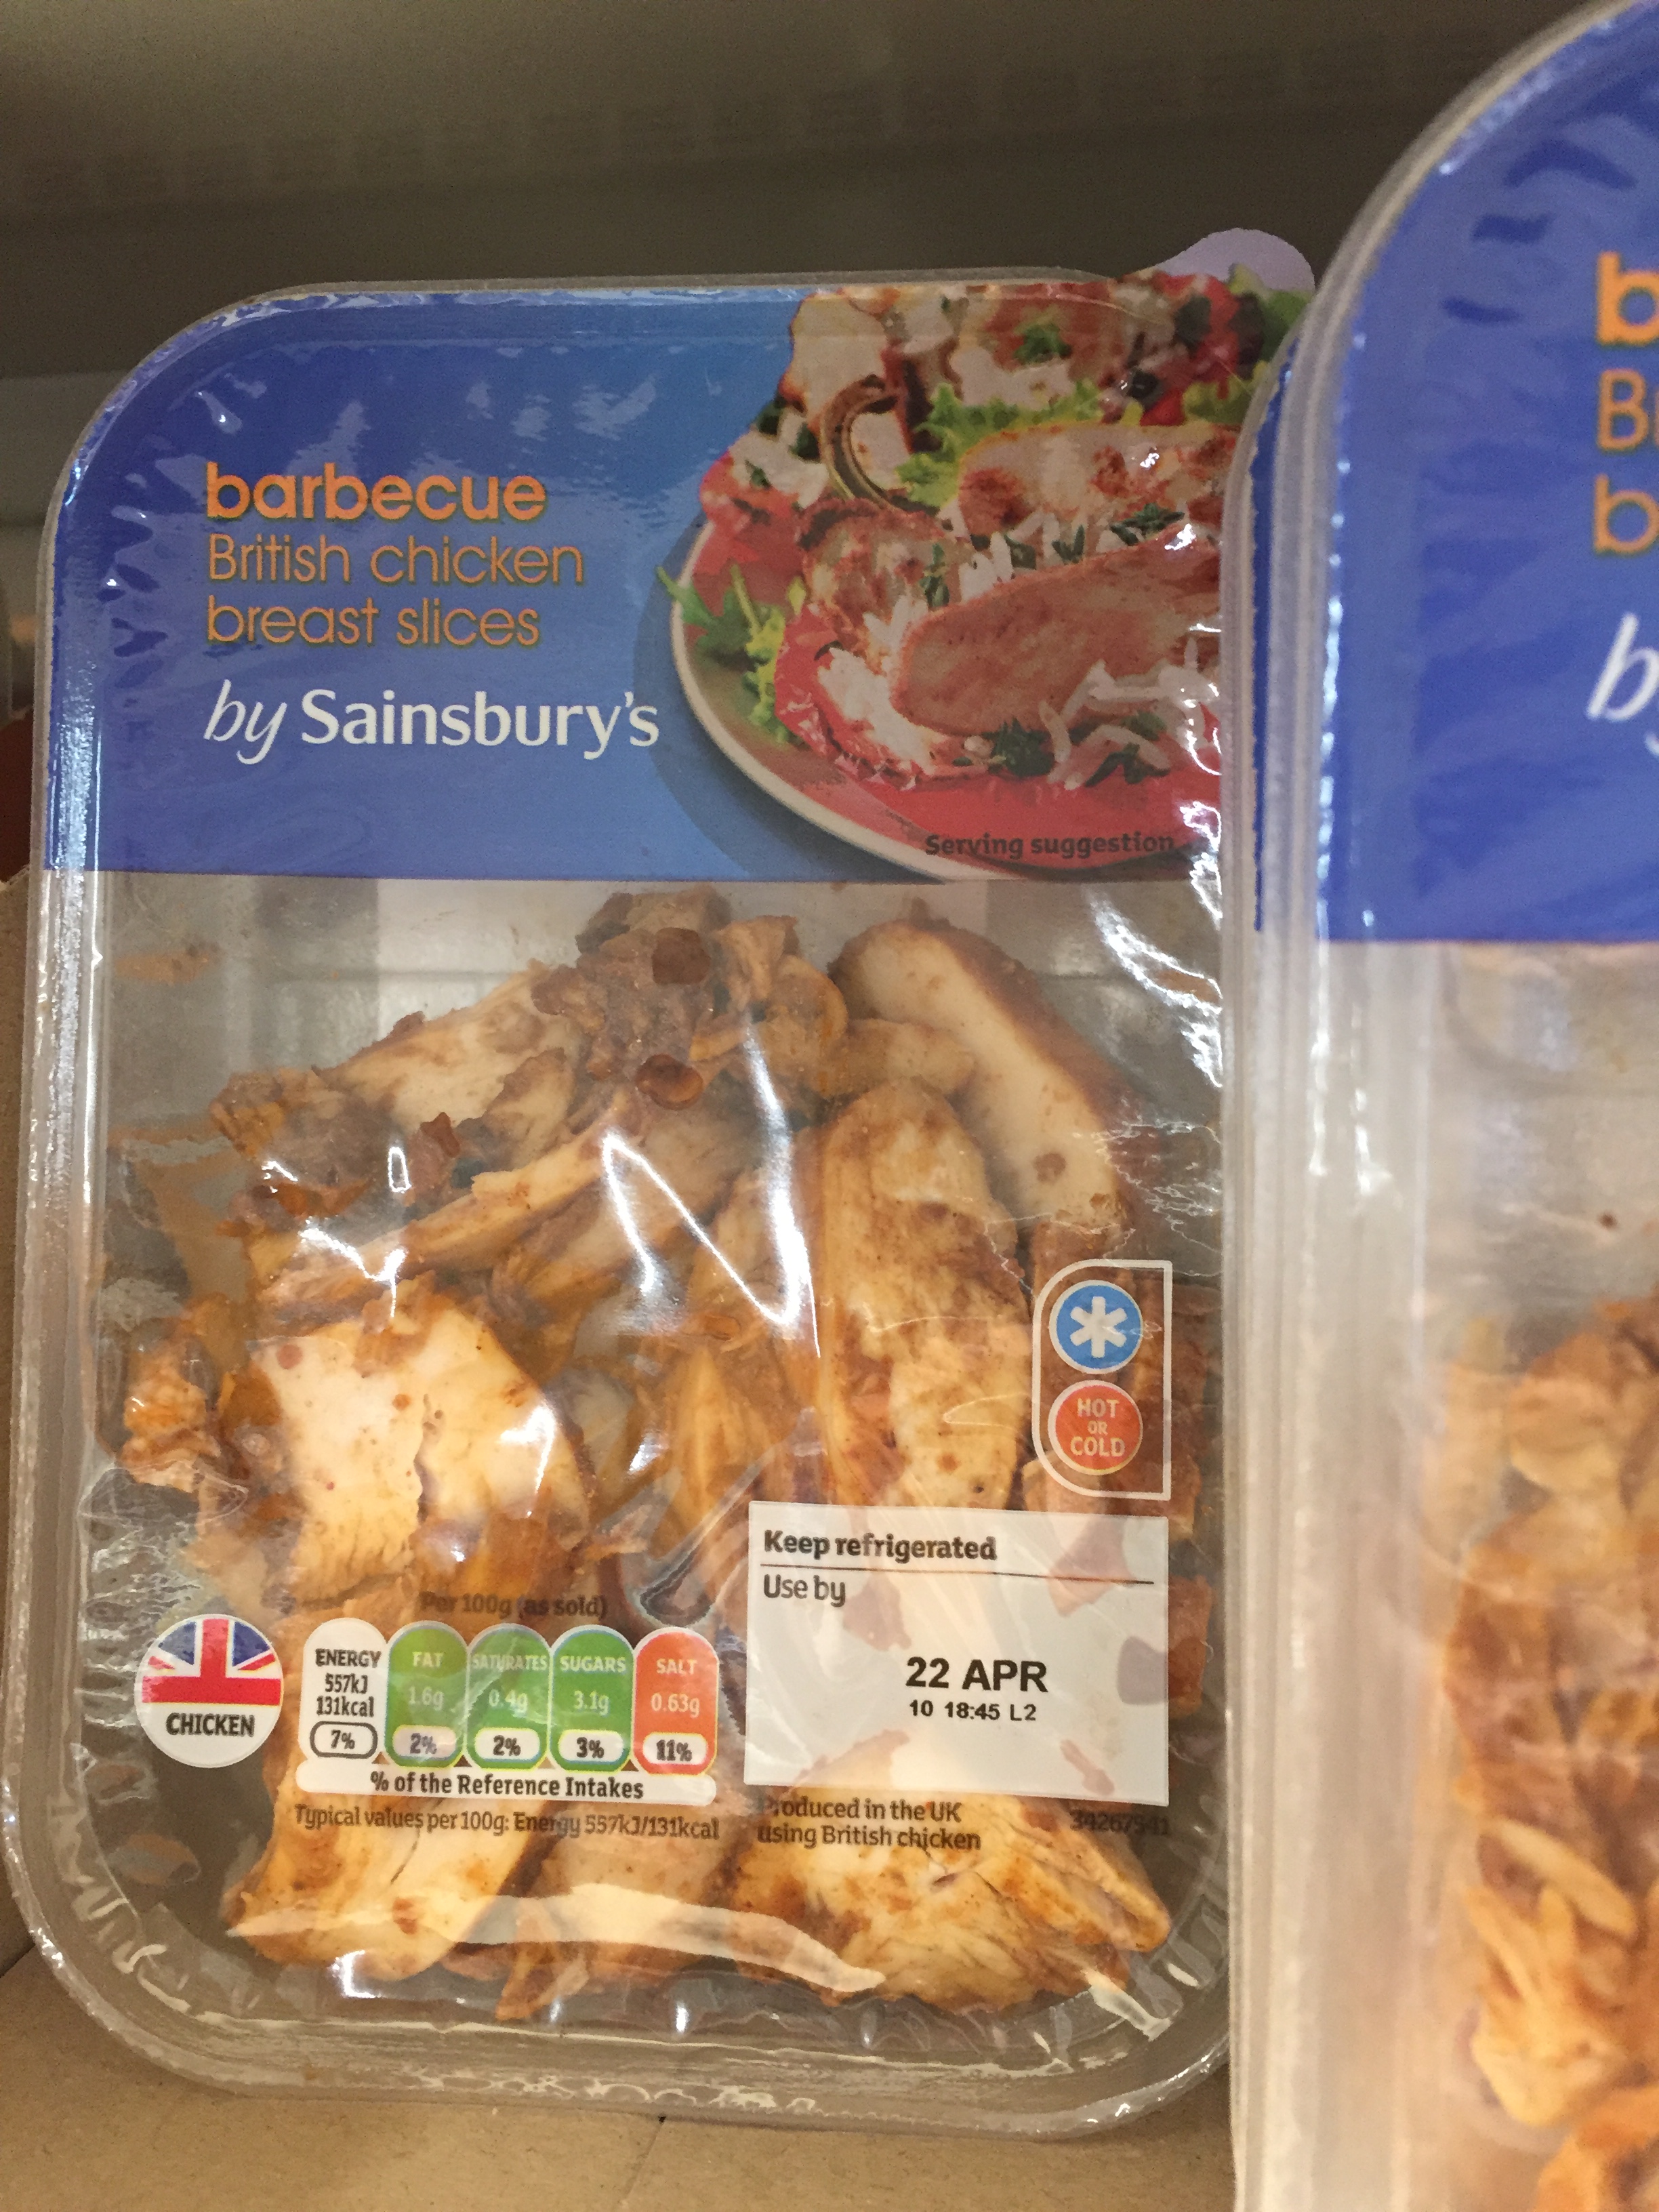 barbecue
British chicken
breast slices
by Sainsbury's
Serving suggestion
HOT
OR
COLD
Keep refrigerated
Use by
22 APR
10 18:45 L2
Per 100g (as sold)
CHICKEN
ENERGY
557kJ
131kcal
7%
FAT
1.6g
2%
SATURATES
0.4g
2%
SUGARS
3.1g
3%
SALT
0.63g
11%
% of the Reference Intakes
Typical values per 100g: Energy 557kJ/131kcal
Produced in the UK
using British chicken
b
B
b
b